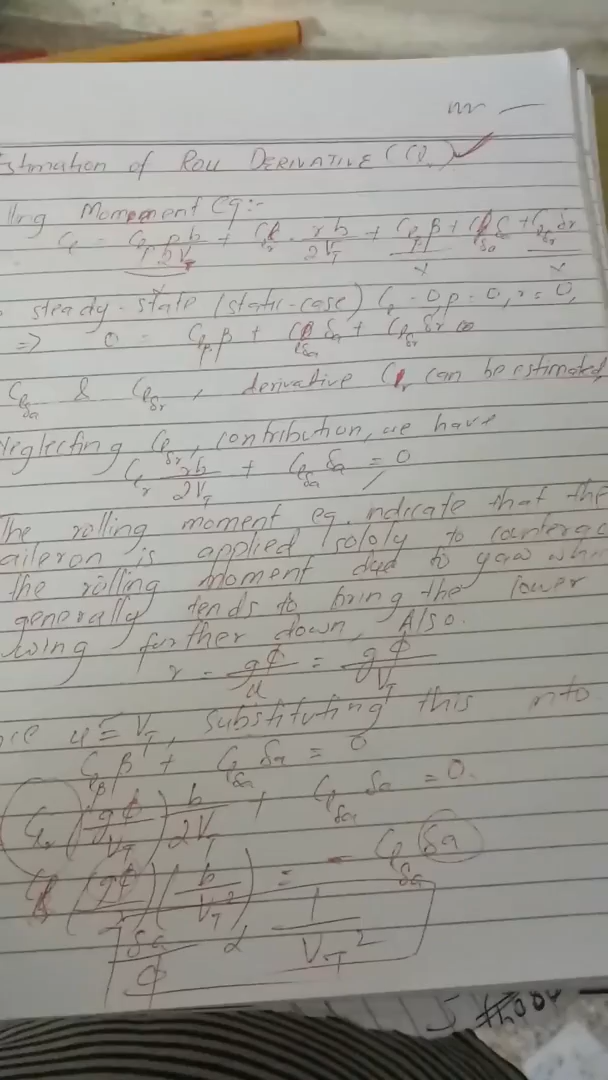 stimation of ROLL DERIVATIVE (Cl_r) ✓
lling Moment eq:-
Cl = Cl_p pb/2V_T + Cl_r · rb/2V_T + Cl_β β + Cl_δa δ + Cl_δr δr
steady-state (static-case) Cl = 0, p = 0, r = 0,
⇒ 0 = Cl_β β + Cl_δa δa + Cl_δr δr
Cl_δa & Cl_δr, derivative Cl_r can be estimated,
Neglecting Cl_δr, contribution, we have
Cl_r rb/2V_T + Cl_δa δa = 0
The rolling moment eq. indicate that the
aileron is applied sololy to counterac
the rolling moment due to yaw wh
generally tends to bring the lower
wing further down. Also.
r = gϕ/u = gϕ/V_T
ce u ≅ V_T, substituting this into
Cl_β β + Cl_δa δa = 0
Cl_r (gϕ/V_T) b/2V_T + Cl_δa δa = 0.
(gϕ/) (b/V_T²) = - Cl_δa δa
δa/ϕ α 1/V_T²